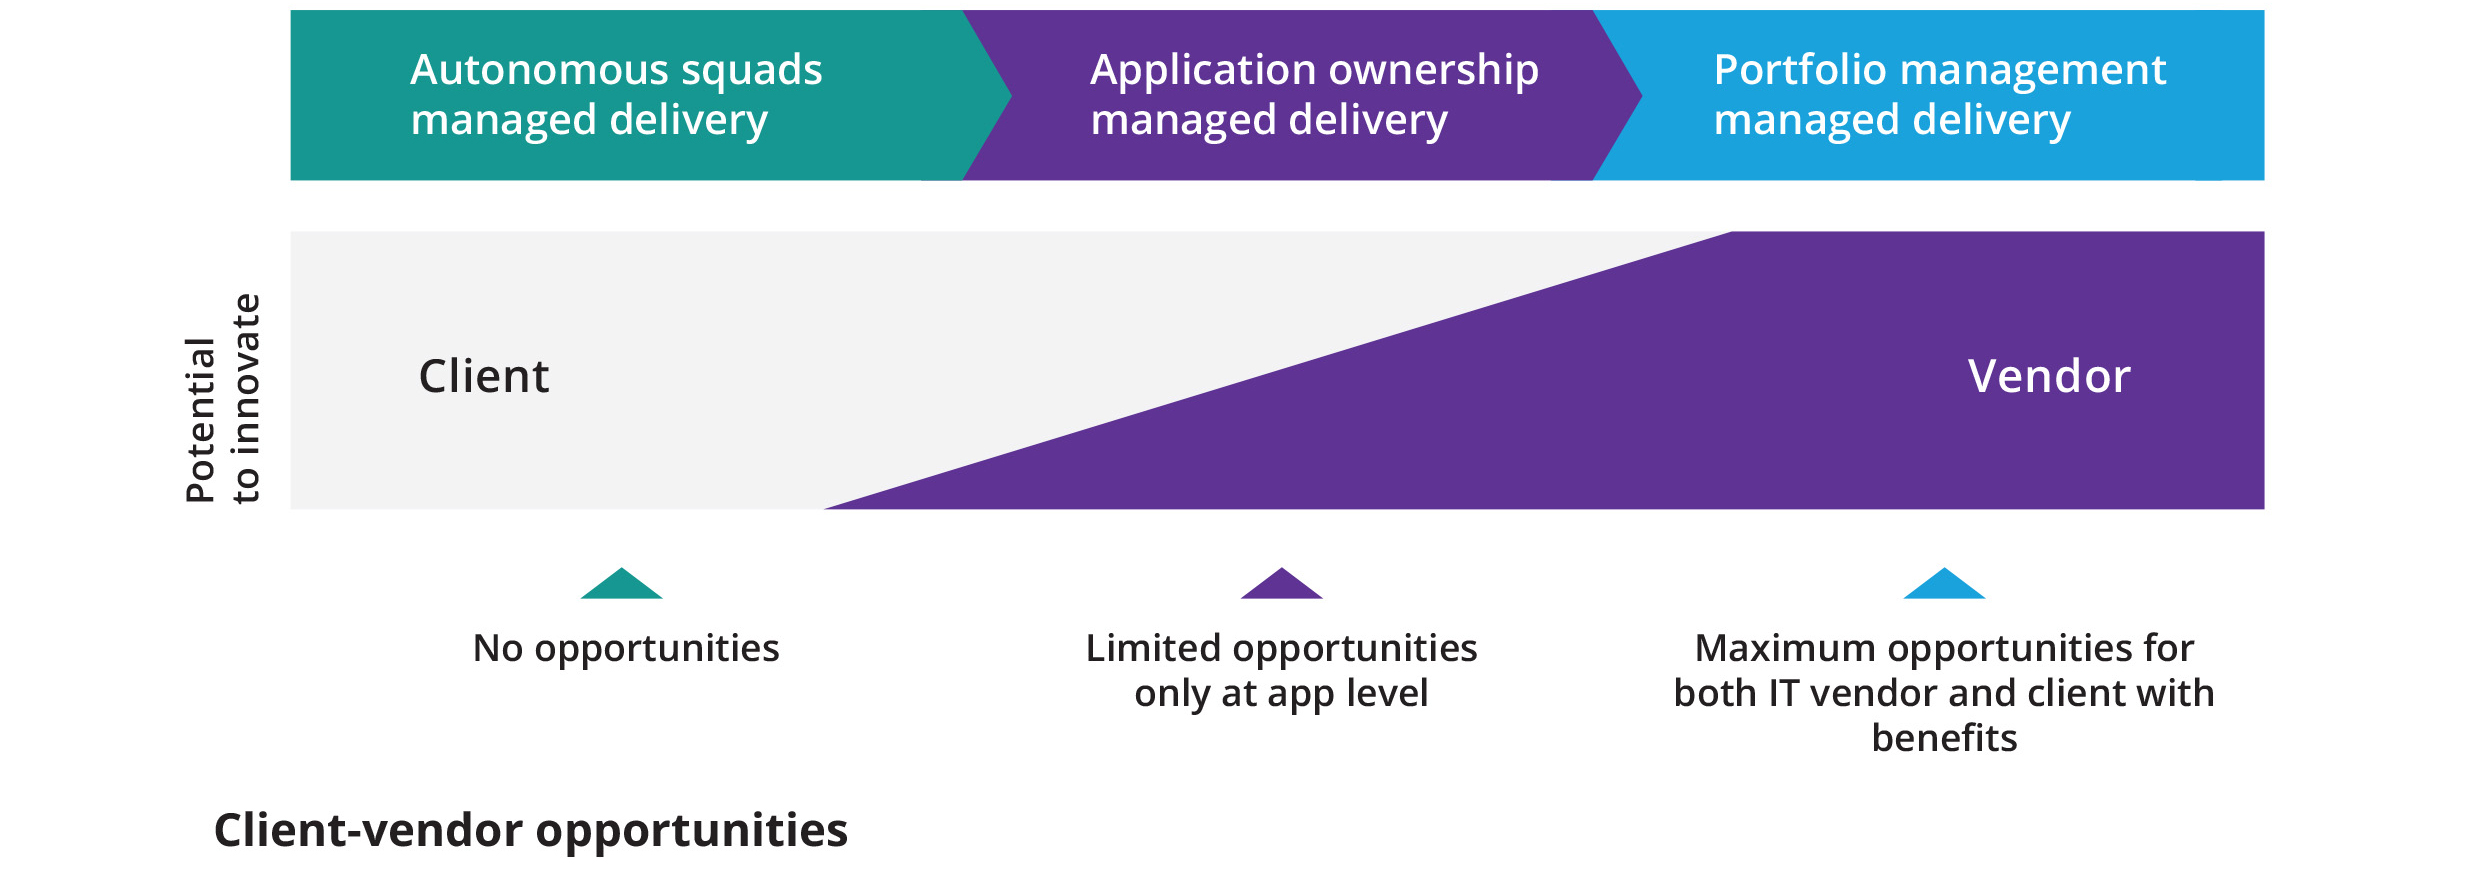 Autonomous squads
managed delivery
Application ownership
managed delivery
Portfolio management
managed delivery
Potential
to innovate
Client
Vendor
No opportunities
Limited opportunities
only at app level
Maximum opportunities for
both IT vendor and client with
benefits
Client-vendor opportunities